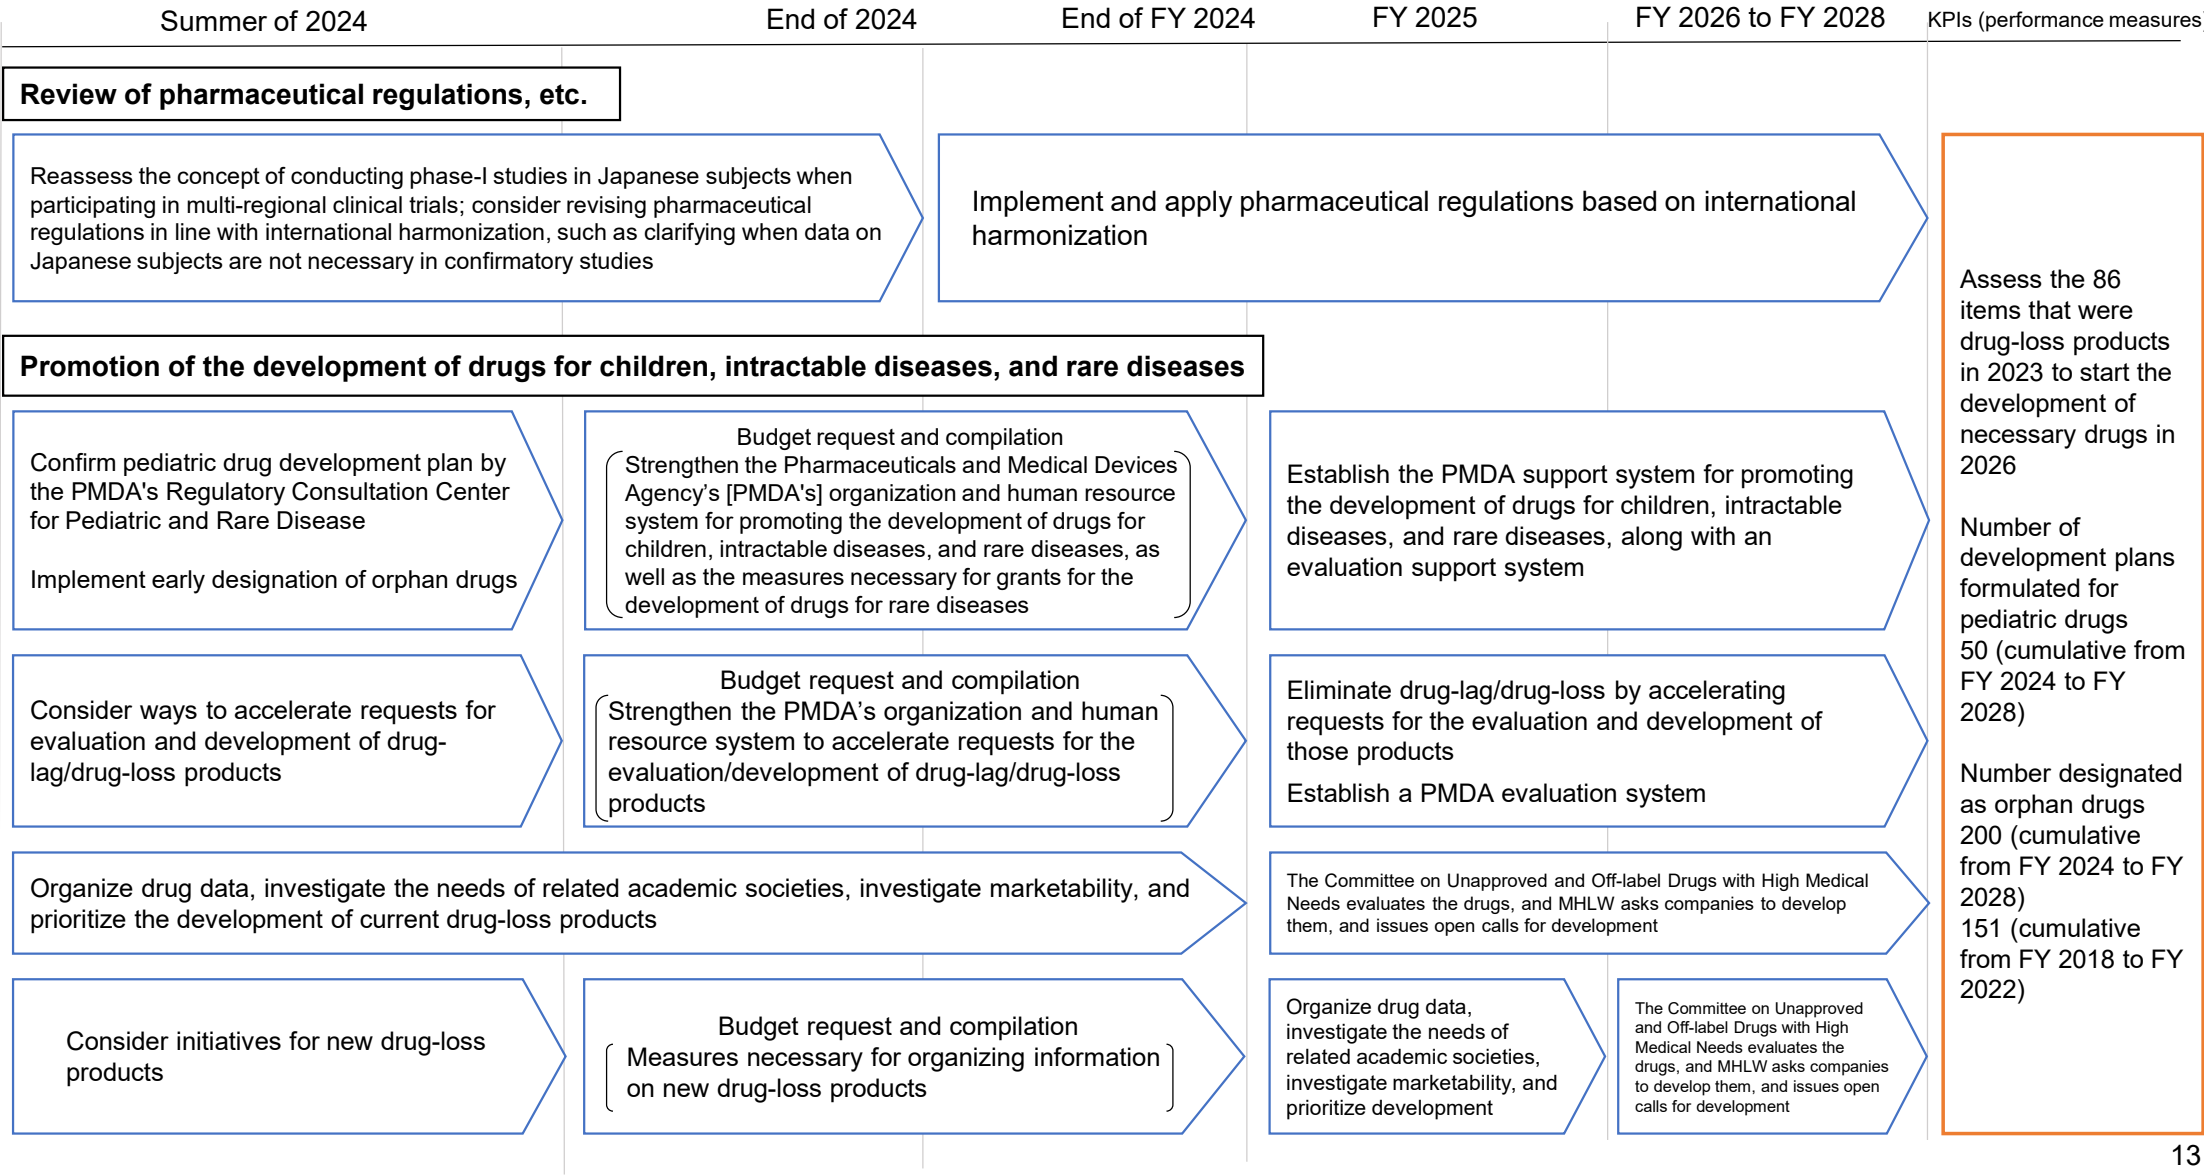 Summer of 2024
End of 2024
End of FY 2024
FY 2025
FY 2026 to FY 2028
KPIs (performance measures)
Review of pharmaceutical regulations, etc.
Reassess the concept of conducting phase-I studies in Japanese subjects when
participating in multi-regional clinical trials; consider revising pharmaceutical
regulations in line with international harmonization, such as clarifying when data on
Japanese subjects are not necessary in confirmatory studies
Implement and apply pharmaceutical regulations based on international
harmonization
Promotion of the development of drugs for children, intractable diseases, and rare diseases
Confirm pediatric drug development plan by
the PMDA's Regulatory Consultation Center
for Pediatric and Rare Disease
Implement early designation of orphan drugs
Budget request and compilation
Strengthen the Pharmaceuticals and Medical Devices
Agency’s [PMDA's] organization and human resource
system for promoting the development of drugs for
children, intractable diseases, and rare diseases, as
well as the measures necessary for grants for the
development of drugs for rare diseases
Establish the PMDA support system for promoting
the development of drugs for children, intractable
diseases, and rare diseases, along with an
evaluation support system
Consider ways to accelerate requests for
evaluation and development of drug-
lag/drug-loss products
Budget request and compilation
Strengthen the PMDA’s organization and human
resource system to accelerate requests for the
evaluation/development of drug-lag/drug-loss
products
Eliminate drug-lag/drug-loss by accelerating
requests for the evaluation and development of
those products
Establish a PMDA evaluation system
Organize drug data, investigate the needs of related academic societies, investigate marketability, and
prioritize the development of current drug-loss products
The Committee on Unapproved and Off-label Drugs with High Medical
Needs evaluates the drugs, and MHLW asks companies to develop
them, and issues open calls for development
Consider initiatives for new drug-loss
products
Budget request and compilation
Measures necessary for organizing information
on new drug-loss products
Organize drug data,
investigate the needs of
related academic societies,
investigate marketability, and
prioritize development
The Committee on Unapproved
and Off-label Drugs with High
Medical Needs evaluates the
drugs, and MHLW asks companies
to develop them, and issues open
calls for development
Assess the 86
items that were
drug-loss products
in 2023 to start the
development of
necessary drugs in
2026
Number of
development plans
formulated for
pediatric drugs
50 (cumulative from
FY 2024 to FY
2028)
Number designated
as orphan drugs
200 (cumulative
from FY 2024 to FY
2028)
151 (cumulative
from FY 2018 to FY
2022)
13